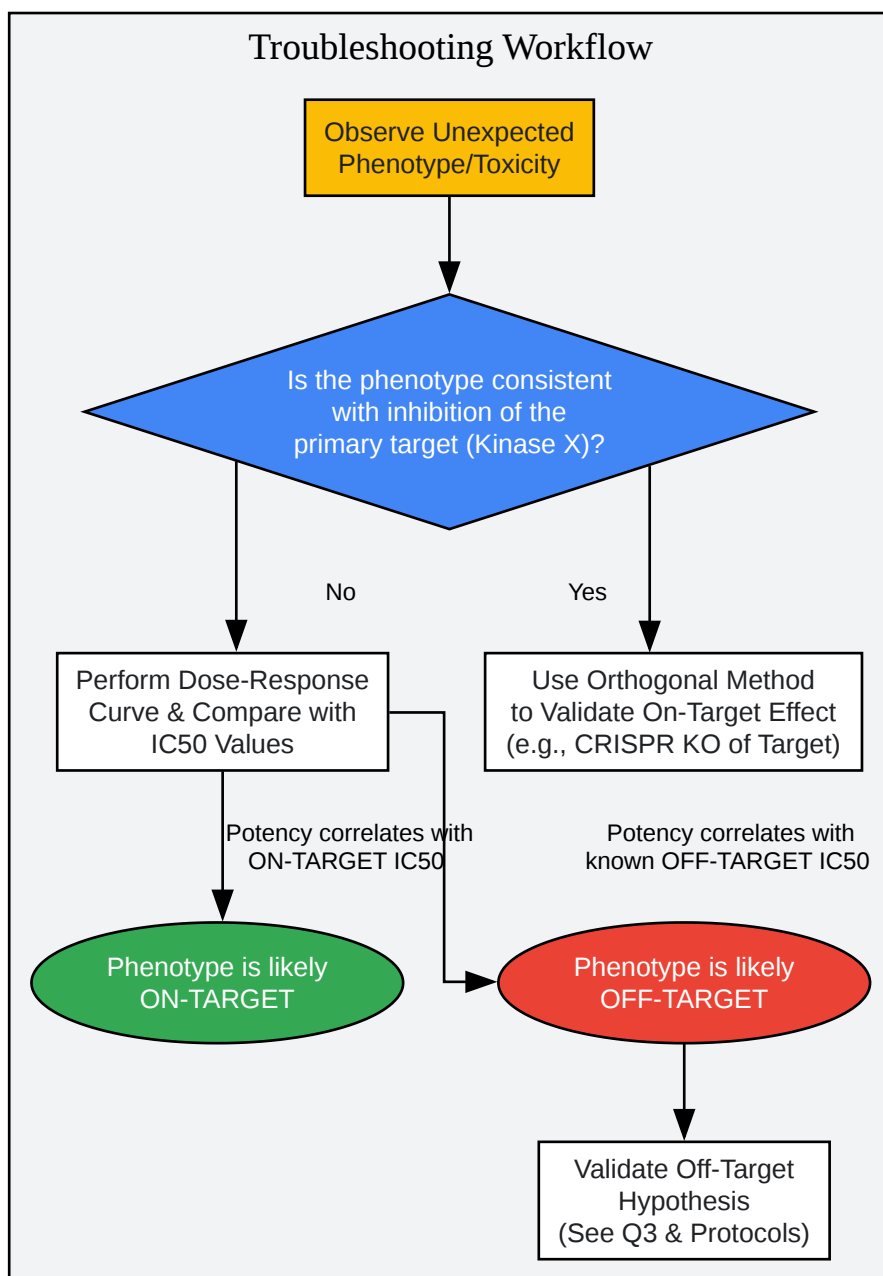 Troubleshooting Workflow
Observe Unexpected
Phenotype/Toxicity
Is the phenotype consistent
with inhibition of the
primary target (Kinase X)?
No
Yes
Perform Dose-Response
Curve & Compare with
IC50 Values
Use Orthogonal Method
to Validate On-Target Effect
(e.g., CRISPR KO of Target)
Potency correlates with
ON-TARGET IC50
Potency correlates with
known OFF-TARGET IC50
Phenotype is likely
ON-TARGET
Phenotype is likely
OFF-TARGET
Validate Off-Target
Hypothesis
(See Q3 & Protocols)